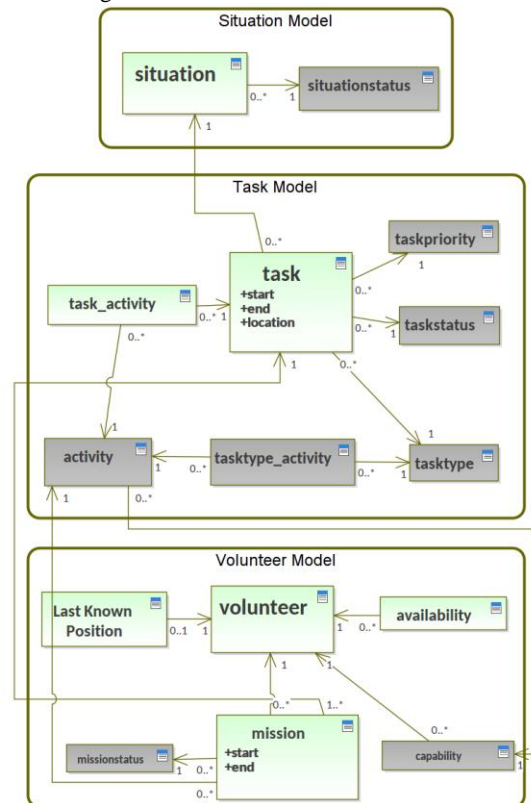 Situation Model
situation
situationstatus
0..* 1
1
Task Model
0..*
taskpriority
task
+start
+end
+location
0..* 1
task_activity
0..* 1
taskstatus
0..* 1
0..*
1
0..*
1
1
activity
tasktype_activity
tasktype
1 0..*
0..* 1
1
0..*
Volunteer Model
Last Known
Position
volunteer
availability
0..1 1
1 0..*
1
1
0..*
1..*
0..*
mission
+start
+end
missionstatus
1 0..*
0..*
capability
1